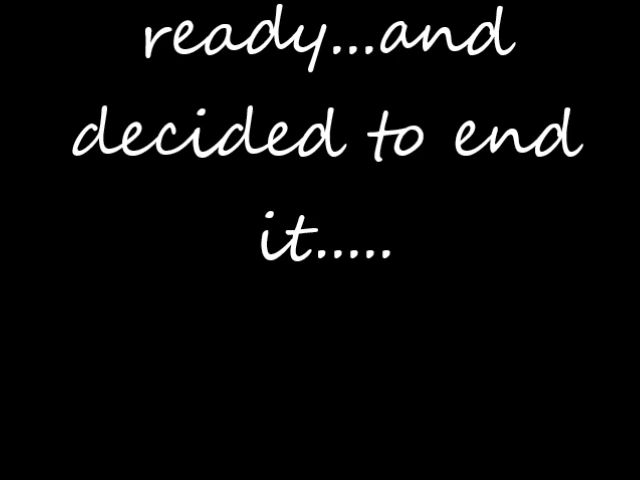 ready...and
decided to end
it.....